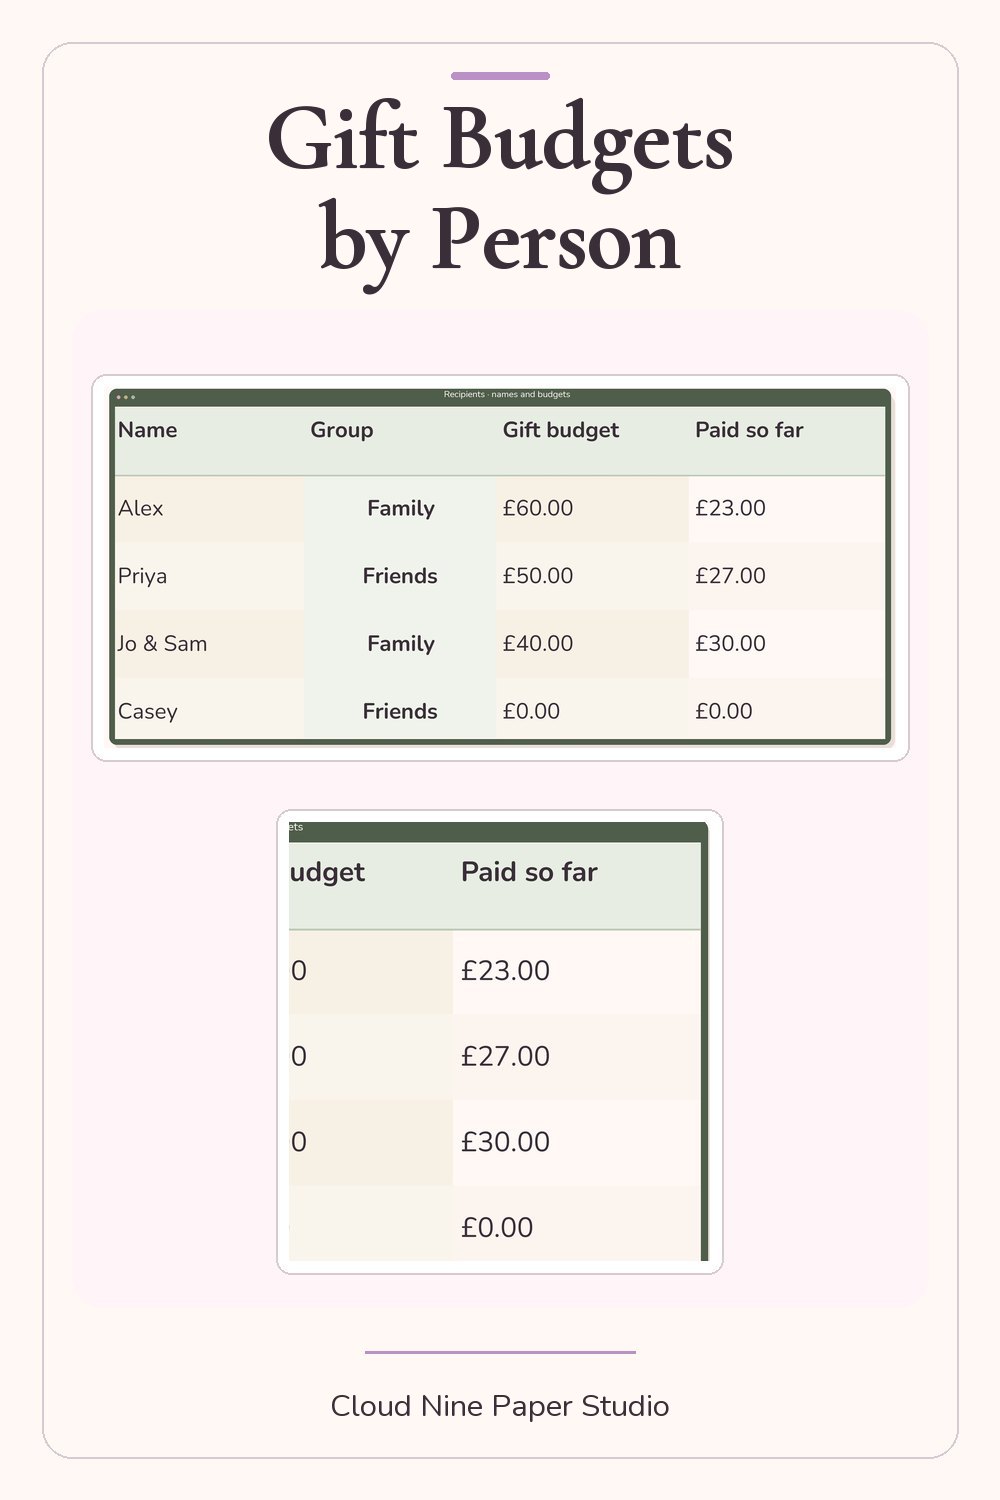 Gift Budgets
by Person
Recipients · names and budgets
Name Group Gift budget Paid so far
Alex Family £60.00 £23.00
Priya Friends £50.00 £27.00
Jo & Sam Family £40.00 £30.00
Casey Friends £0.00 £0.00
ets
udget Paid so far
0 £23.00
0 £27.00
0 £30.00
£0.00
Cloud Nine Paper Studio